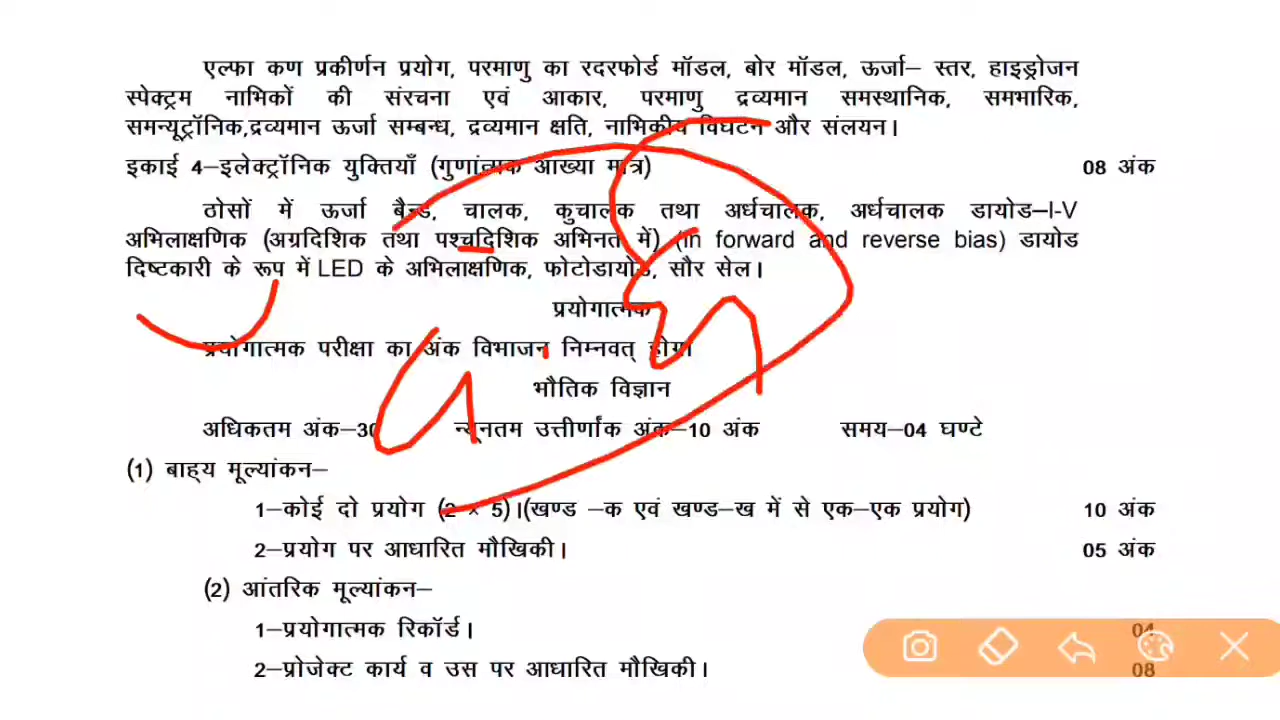 एल्फा कण प्रकीर्णन प्रयोग, परमाणु का रदरफोर्ड मॉडल, बोर मॉडल, ऊर्जा– स्तर, हाइड्रोजन
स्पेक्ट्रम नाभिकों की संरचना एवं आकार, परमाणु द्रव्यमान समस्थानिक, समभारिक,
समन्यूट्रॉनिक,द्रव्यमान ऊर्जा सम्बन्ध, द्रव्यमान क्षति, नाभिकीय विघटन और संलयन।
इकाई 4–इलेक्ट्रॉनिक युक्तियाँ (गुणांत्मक आख्या मात्र) 08 अंक
ठोसों में ऊर्जा बैन्ड, चालक, कुचालक तथा अर्धचालक, अर्धचालक डायोड–I-V
अभिलाक्षणिक (अग्रदिशिक तथा पश्चदिशिक अभिनत में) (in forward and reverse bias) डायोड
दिष्टकारी के रूप में LED के अभिलाक्षणिक, फोटोडायोड, सौर सेल।
प्रयोगात्मक
प्रयोगात्मक परीक्षा का अंक विभाजन निम्नवत् होगा
भौतिक विज्ञान
अधिकतम अंक–30 न्यूनतम उत्तीर्णांक अंक–10 अंक समय–04 घण्टे
(1) बाह्य मूल्यांकन–
1–कोई दो प्रयोग (2 × 5)।(खण्ड –क एवं खण्ड–ख में से एक–एक प्रयोग) 10 अंक
2–प्रयोग पर आधारित मौखिकी। 05 अंक
(2) आंतरिक मूल्यांकन–
1–प्रयोगात्मक रिकॉर्ड। 04
2–प्रोजेक्ट कार्य व उस पर आधारित मौखिकी। 08